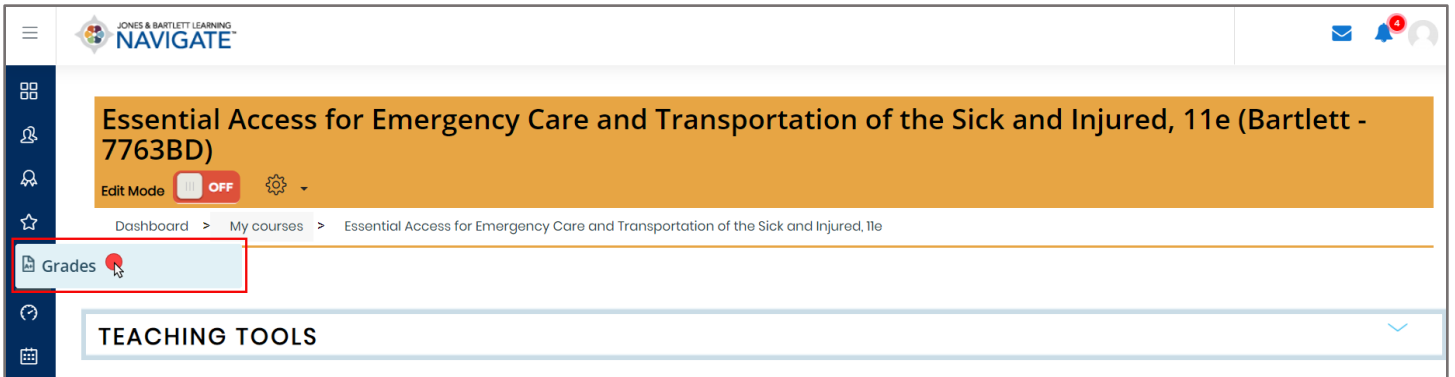 JONES & BARTLETT LEARNING
NAVIGATE™
4
Essential Access for Emergency Care and Transportation of the Sick and Injured, 11e (Bartlett -
7763BD)
Edit Mode OFF
Dashboard > My courses > Essential Access for Emergency Care and Transportation of the Sick and Injured, 11e
Grades
TEACHING TOOLS